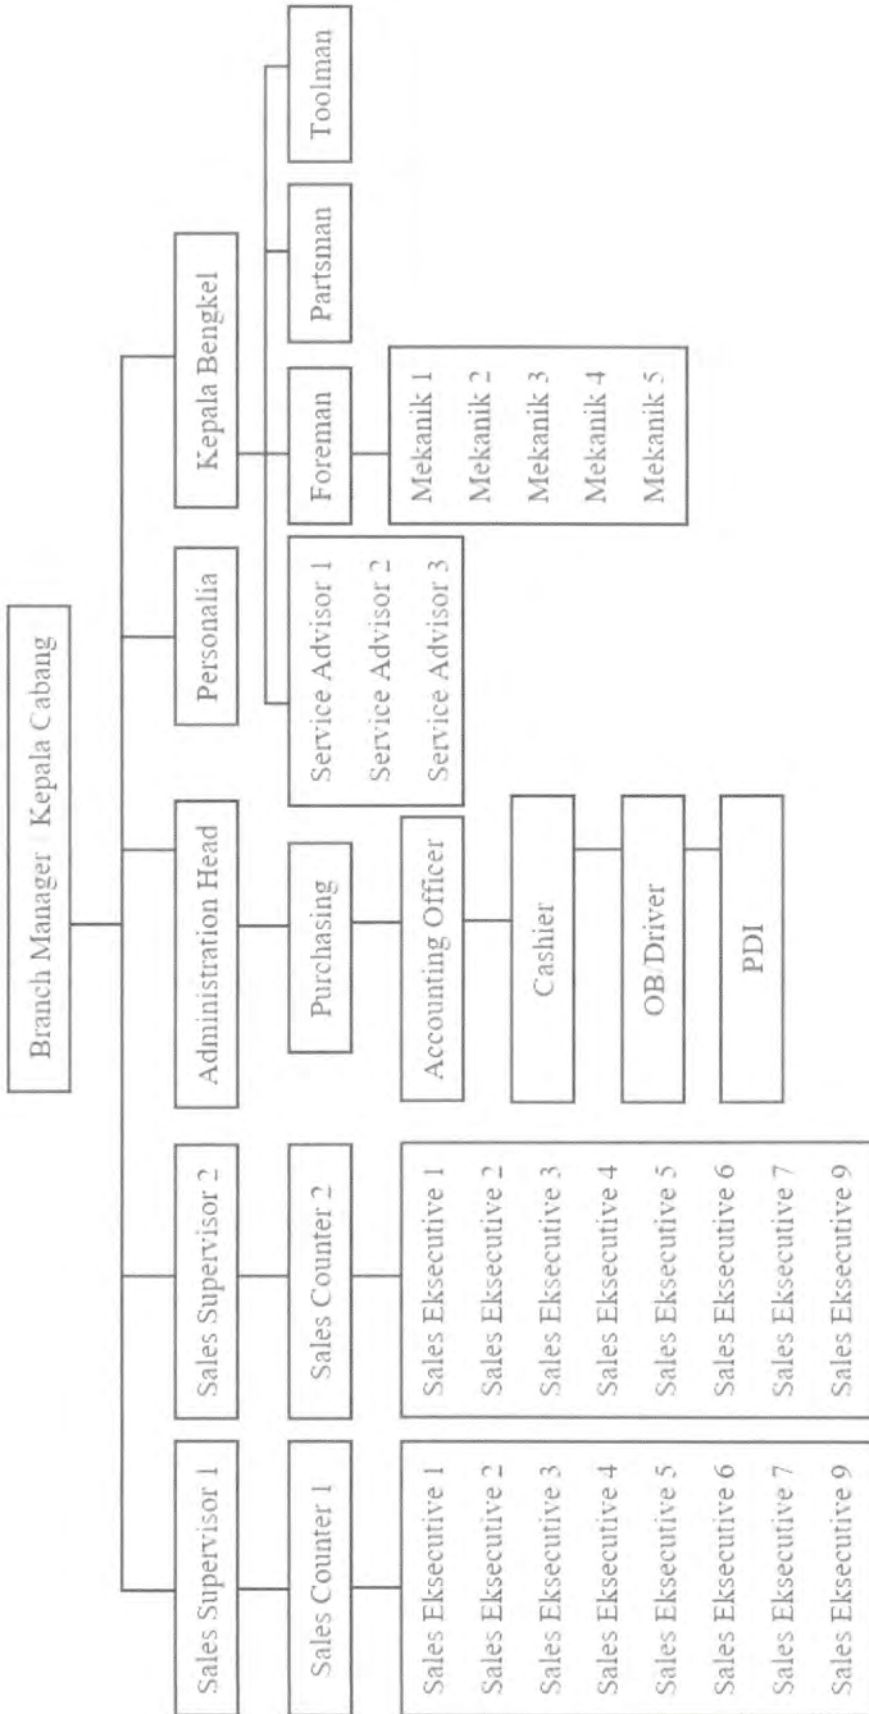 Branch Manager / Kepala Cabang
Sales Supervisor 1
Sales Supervisor 2
Administration Head
Personalia
Kepala Bengkel
Sales Counter 1
Sales Counter 2
Purchasing
Service Advisor 1
Service Advisor 2
Service Advisor 3
Foreman
Partsman
Toolman
Sales Eksecutive 1
Sales Eksecutive 2
Sales Eksecutive 3
Sales Eksecutive 4
Sales Eksecutive 5
Sales Eksecutive 6
Sales Eksecutive 7
Sales Eksecutive 9
Sales Eksecutive 1
Sales Eksecutive 2
Sales Eksecutive 3
Sales Eksecutive 4
Sales Eksecutive 5
Sales Eksecutive 6
Sales Eksecutive 7
Sales Eksecutive 9
Accounting Officer
Cashier
OB/Driver
PDI
Mekanik 1
Mekanik 2
Mekanik 3
Mekanik 4
Mekanik 5